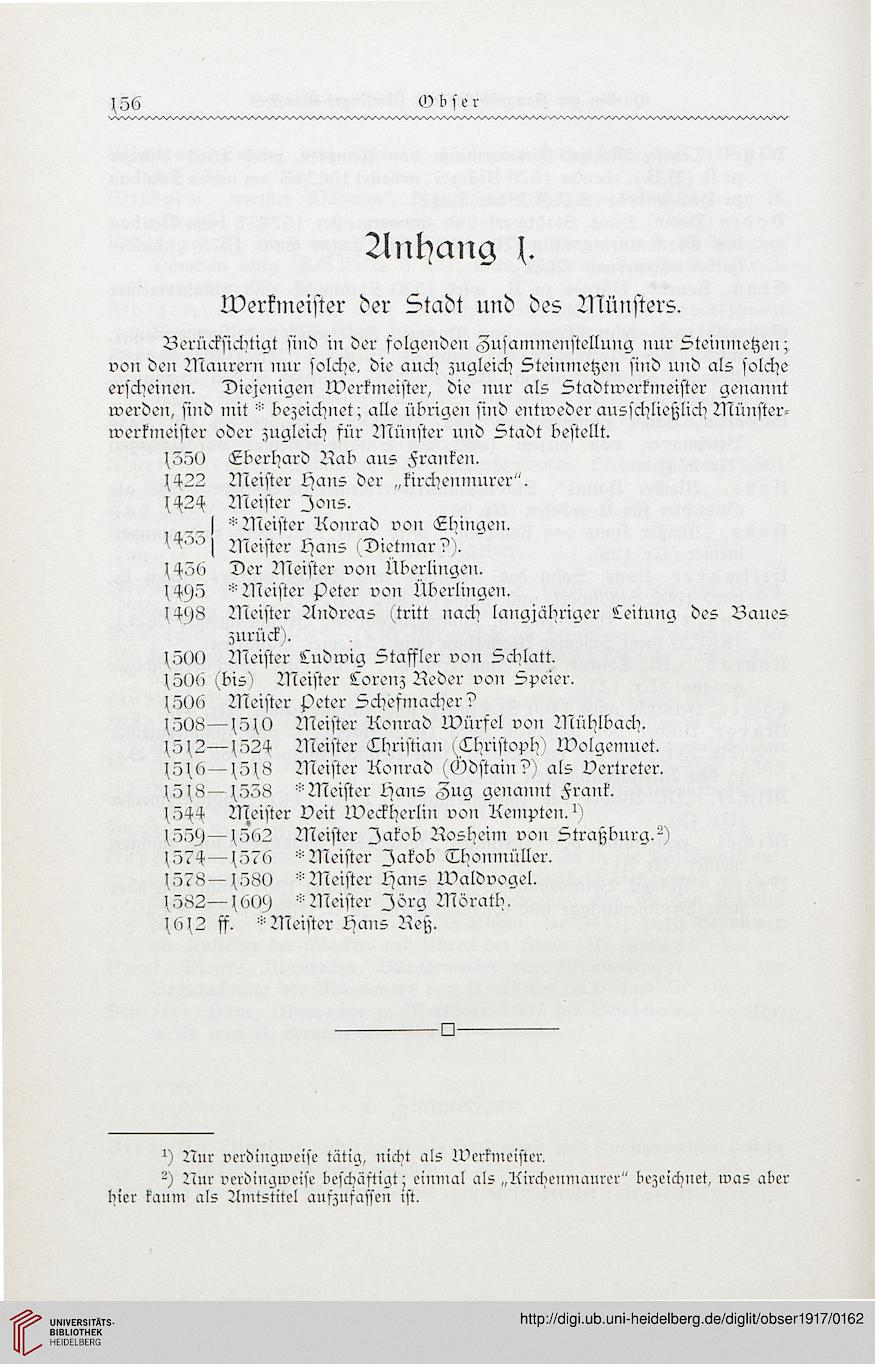 156
Obser
Anhang 1.
Werkmeister der Stadt und des Münsters.
Berücksichtigt sind in der folgenden Zusammenstellung nur Steinmetzen;
von den Maurern nur solche, die auch zugleich Steinmetzen sind und als solche
erscheinen. Diejenigen Werkmeister, die nur als Stadtwerkmeister genannt
werden, sind mit * bezeichnet; alle übrigen sind entweder ausschließlich Münster-
werkmeister oder zugleich für Münster und Stadt bestellt.
1350 Eberhard Rab aus Franken.
1422 Meister Hans der „kirchenmurer".
1424 Meister Jons.
1433 { *Meister Konrad von Ehingen.
Meister Hans (Dietmar?).
1436 Der Meister von Überlingen.
1495 *Meister Peter von Überlingen.
1498 Meister Andreas (tritt nach langjähriger Leitung des Baues
zurück).
1500 Meister Ludwig Staffler von Schlatt.
1506 (bis) Meister Lorenz Reder von Speier.
1506 Meister Peter Schefmacher?
1508—1510 Meister Konrad Würfel von Mühlbach.
1512—1524 Meister Christian (Christoph) Wolgemuet.
1516—1518 Meister Konrad (Ödstain?) als Vertreter.
1518—1538 *Meister Hans Zug genannt Frank.
1544 Meister Veit Weckherlin von Kempten.¹)
1559—1562 Meister Jakob Rosheim von Straßburg.²)
1574—1576 *Meister Jakob Thonmüller.
1578—1580 *Meister Hans Waldvogel.
1582—1609 *Meister Jörg Mörath.
1612 ff. *Meister Hans Reß.
¹) Nur verdingweise tätig, nicht als Werkmeister.
²) Nur verdingweise beschäftigt; einmal als „Kirchenmaurer" bezeichnet, was aber
hier kaum als Amtstitel aufzufassen ist.
UNIVERSITÄTS-
BIBLIOTHEK
HEIDELBERG
http://digi.ub.uni-heidelberg.de/diglit/obser1917/0162